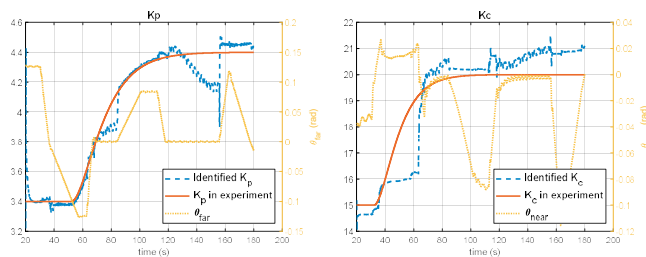 Kp
4.6
4.4
4.2
4
3.8
3.6
3.4
3.2
0.2
0.15
0.1
0.05
0
-0.05
-0.1
-0.15
θfar (rad)
Identified Kp
Kp in experiment
θfar
20 40 60 80 100 120 140 160 180 200
time (s)
Kc
22
21
20
19
18
17
16
15
14
0.04
0.02
0
-0.02
-0.04
-0.06
-0.08
-0.1
-0.12
(rad)
Identified Kc
Kc in experiment
θnear
20 40 60 80 100 120 140 160 180 200
time (s)